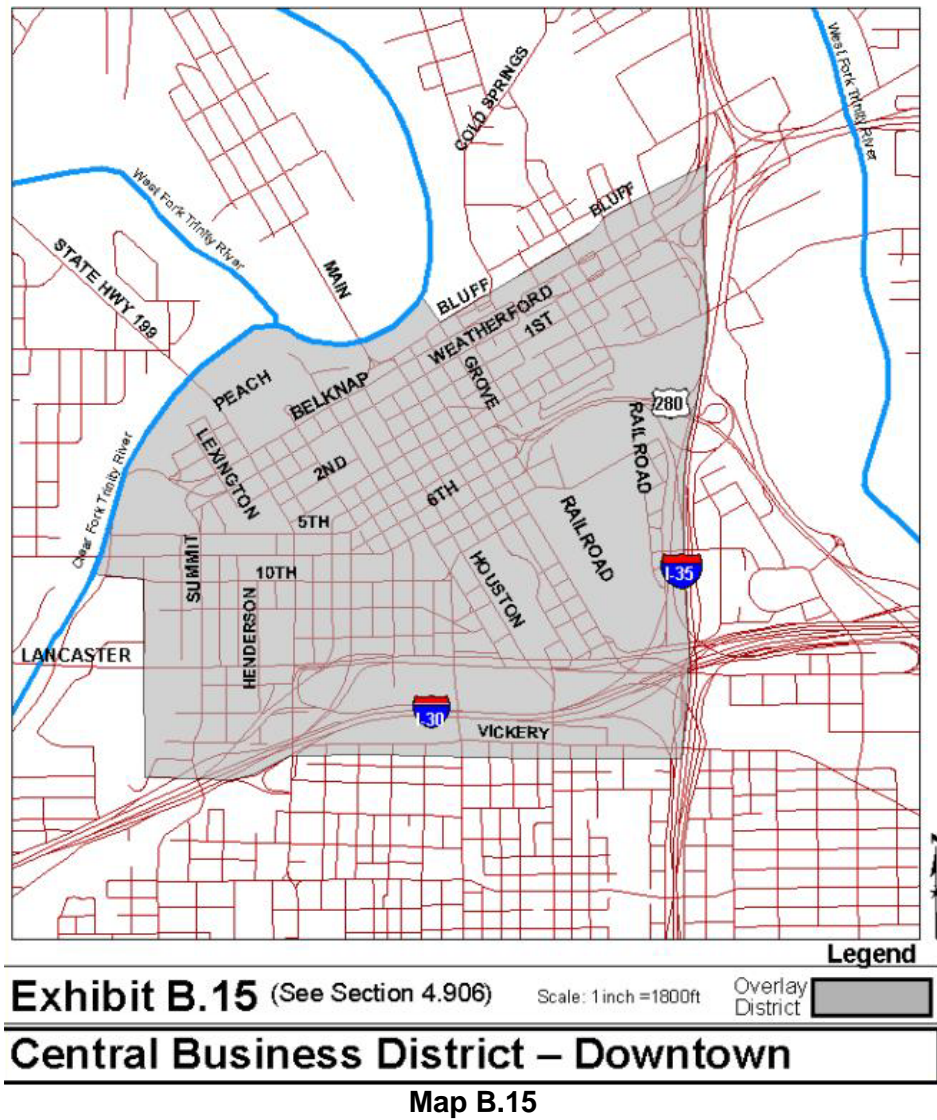 COLD SPRINGS
West Fork Trinity River
West Fork Trinity River
BLUFF
STATE HWY 199
MAIN
BLUFF
WEATHERFORD
1ST
GROVE
PEACH
BELKNAP
280
RAILROAD
LEXINGTON
2ND
6TH
Clear Fork Trinity River
5TH
RAILROAD
SUMMIT
10TH
HOUSTON
I-35
HENDERSON
LANCASTER
I-30
VICKERY
Legend
Exhibit B.15 (See Section 4.906) Scale: 1 inch =1800ft Overlay
District
Central Business District – Downtown
Map B.15